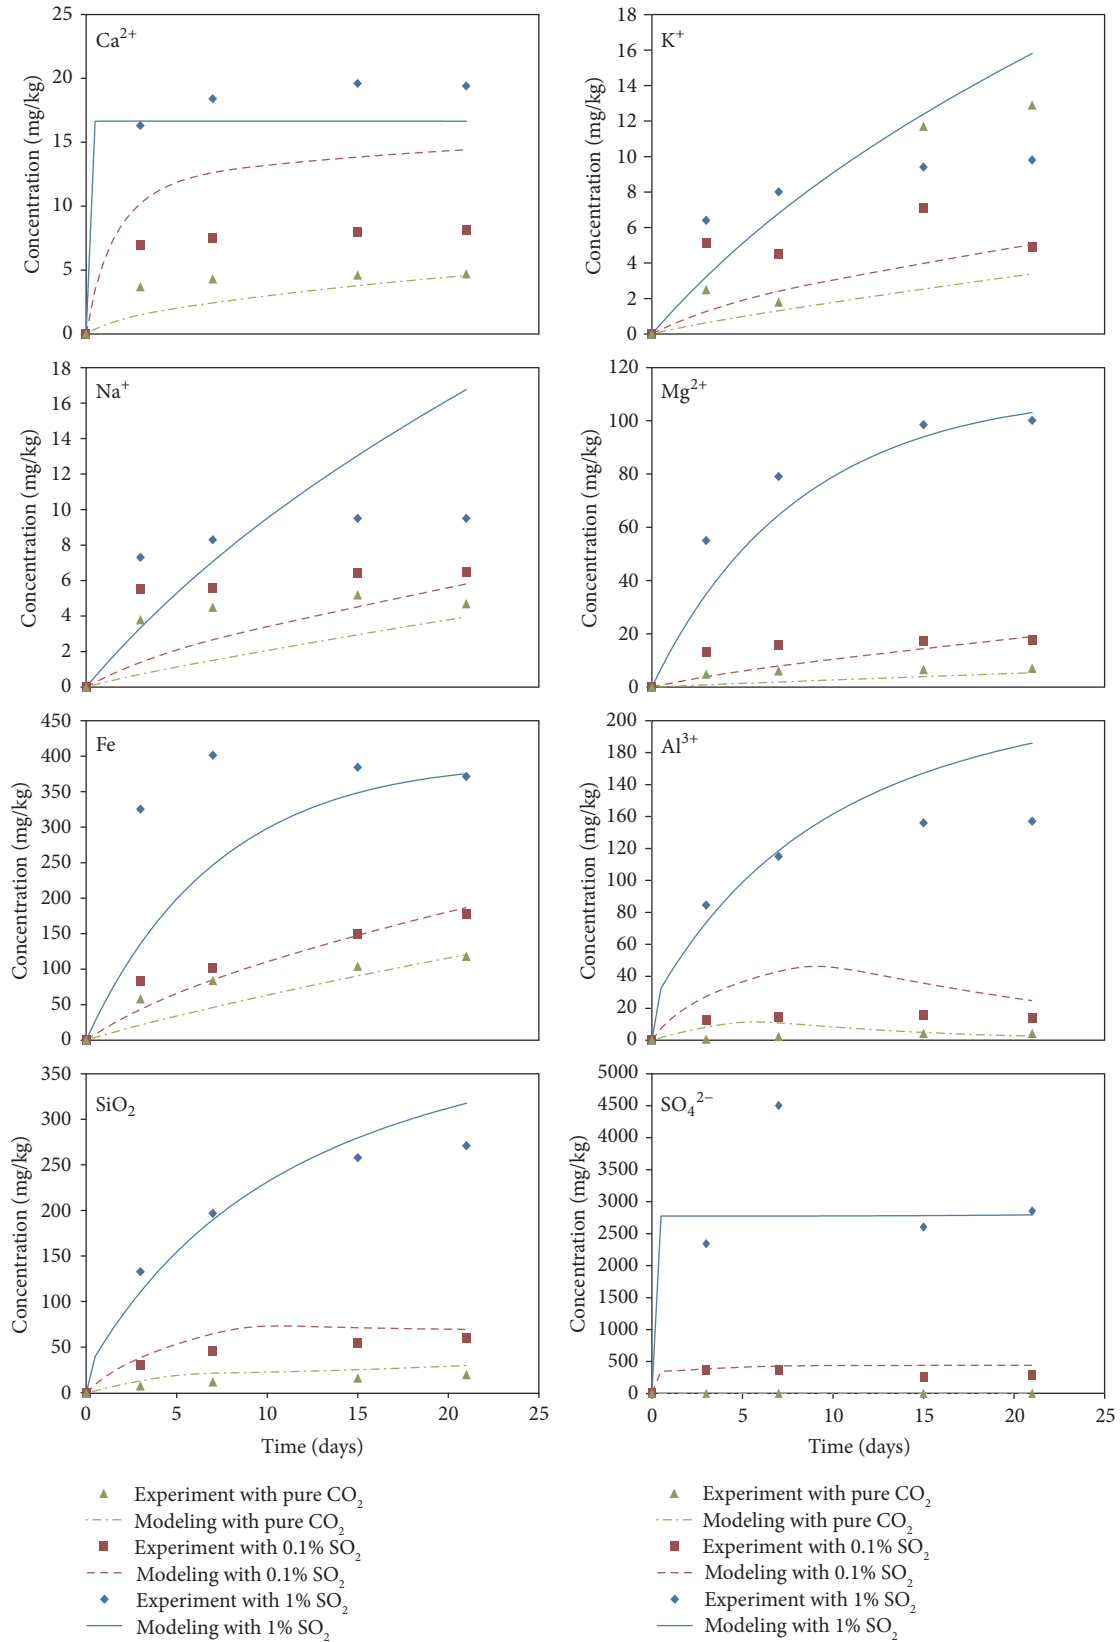 Ca²⁺
Concentration (mg/kg)
25
20
15
10
5
0
K⁺
Concentration (mg/kg)
18
16
14
12
10
8
6
4
2
0
Na⁺
Concentration (mg/kg)
18
16
14
12
10
8
6
4
2
0
Mg²⁺
Concentration (mg/kg)
120
100
80
60
40
20
0
Fe
Concentration (mg/kg)
450
400
350
300
250
200
150
100
50
0
Al³⁺
Concentration (mg/kg)
200
180
160
120
100
80
60
40
20
0
SiO₂
Concentration (mg/kg)
350
300
250
200
150
100
50
0
0 5 10 15 20 25
Time (days)
SO₄²⁻
Concentration (mg/kg)
5000
4500
4000
3500
3000
2500
2000
1500
1000
500
0
0 5 10 15 20 25
Time (days)
Experiment with pure CO₂
Modeling with pure CO₂
Experiment with 0.1% SO₂
Modeling with 0.1% SO₂
Experiment with 1% SO₂
Modeling with 1% SO₂
Experiment with pure CO₂
Modeling with pure CO₂
Experiment with 0.1% SO₂
Modeling with 0.1% SO₂
Experiment with 1% SO₂
Modeling with 1% SO₂